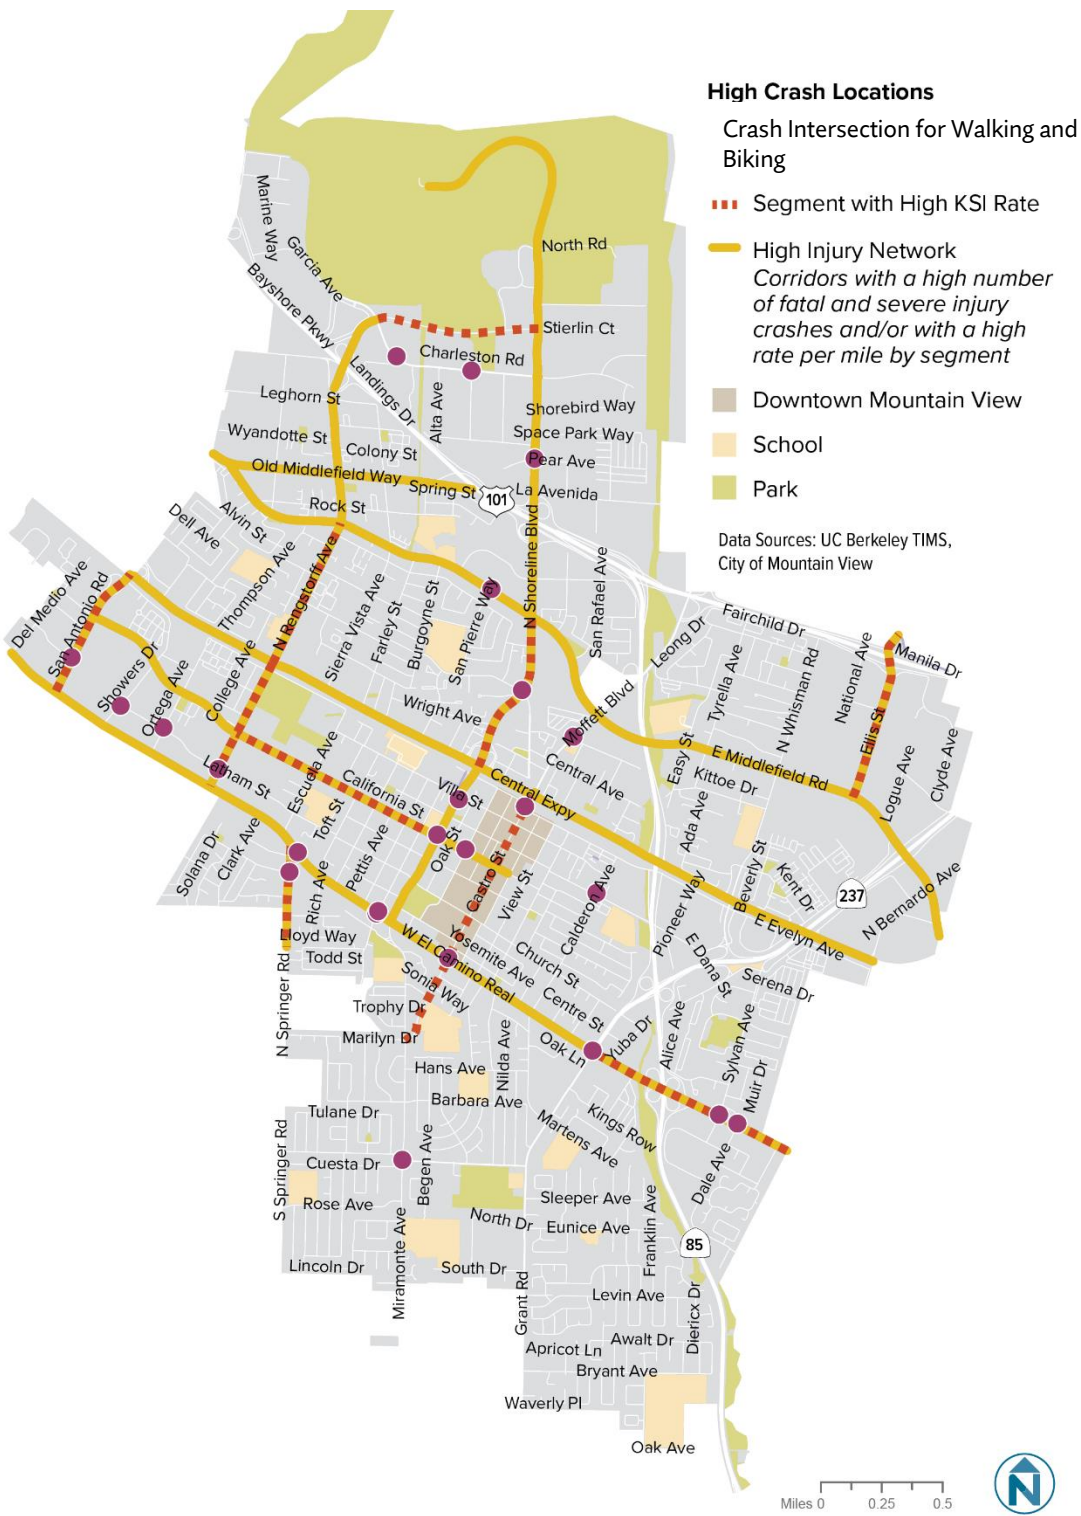 High Crash Locations
Crash Intersection for Walking and
Biking
Segment with High KSI Rate
High Injury Network
Corridors with a high number
of fatal and severe injury
crashes and/or with a high
rate per mile by segment
Downtown Mountain View
School
Park
Data Sources: UC Berkeley TIMS,
City of Mountain View
Marine Way
Garcia Ave
Bayshore Pkwy
North Rd
Stierlin Ct
Charleston Rd
Landings Dr
Leghorn St
Alta Ave
Shorebird Way
Space Park Way
Wyandotte St
Colony St
Pear Ave
Old Middlefield Way
Spring St
101
La Avenida
Rock St
Alvin St
Dell Ave
N Shoreline Blvd
Thompson Ave
N Rengstorff Ave
Del Medio Ave
San Antonio Rd
Sierra Vista Ave
Farley St
Burgoyne St
San Pierre Way
San Rafael Ave
Fairchild Dr
Leong Dr
Manila Dr
National Ave
Tyrella Ave
N Whisman Rd
Showers Dr
Ortega Ave
College Ave
Wright Ave
Moffett Blvd
Ellis St
Easy St
E Middlefield Rd
Logue Ave
Clyde Ave
Latham St
Escuela Ave
California St
Villa St
Central Expy
Central Ave
Kittoe Dr
Toft St
Ada Ave
Solana Dr
Clark Ave
Pettis Ave
Oak St
Castro St
View St
Beverly St
Kent Dr
237
Rich Ave
Calderon Ave
Pioneer Way
N Bernardo Ave
E Evelyn Ave
Lloyd Way
Todd St
W El Camino Real
Yosemite Ave
Church St
E Dana St
Serena Dr
N Springer Rd
Sonia Way
Centre St
Trophy Dr
Marilyn Dr
Oak Ln
Yuba Dr
Alice Ave
Sylvan Ave
Muir Dr
Hans Ave
Nilda Ave
Barbara Ave
Tulane Dr
Kings Row
Martens Ave
Dale Ave
Cuesta Dr
S Springer Rd
Begen Ave
Rose Ave
Sleeper Ave
North Dr
Eunice Ave
Franklin Ave
85
Miramonte Ave
Lincoln Dr
South Dr
Grant Rd
Levin Ave
Diericx Dr
Awalt Dr
Apricot Ln
Bryant Ave
Waverly Pl
Oak Ave
N
Miles 0 0.25 0.5